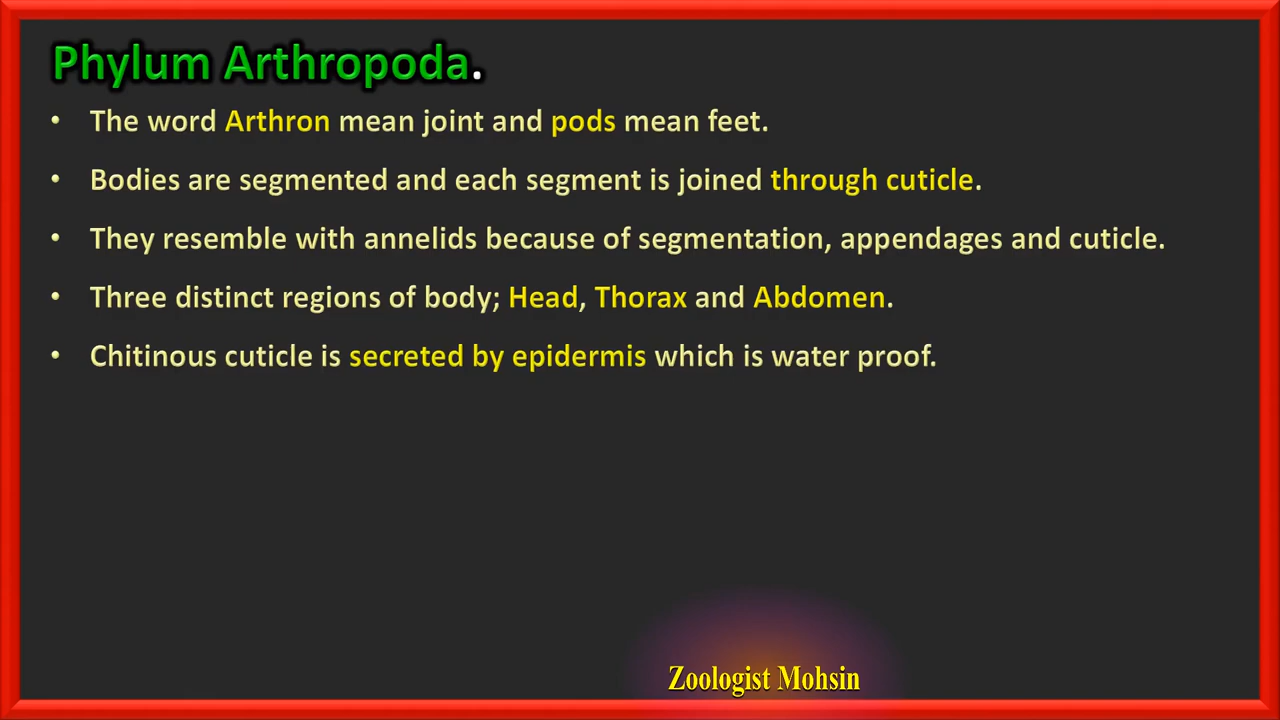 Phylum Arthropoda.
• The word Arthron mean joint and pods mean feet.
• Bodies are segmented and each segment is joined through cuticle.
• They resemble with annelids because of segmentation, appendages and cuticle.
• Three distinct regions of body; Head, Thorax and Abdomen.
• Chitinous cuticle is secreted by epidermis which is water proof.
Zoologist Mohsin